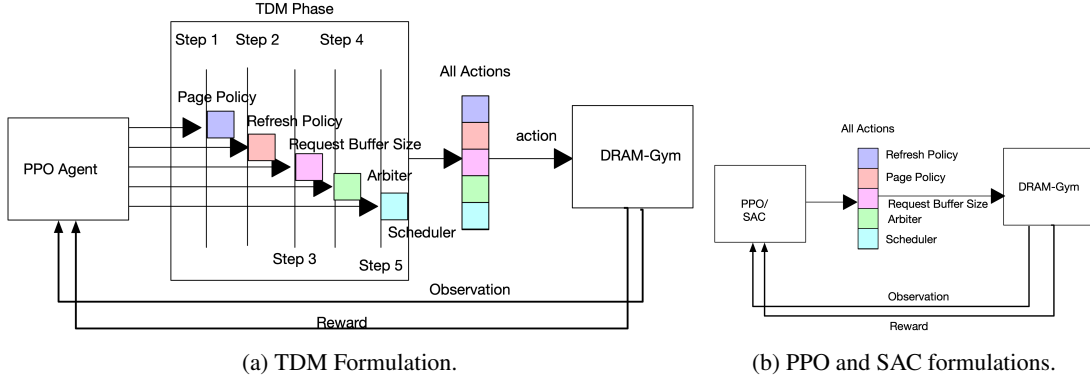 TDM Phase
Step 1
Step 2
Step 4
Page Policy
Refresh Policy
Request Buffer Size
Arbiter
Scheduler
Step 3
Step 5
PPO Agent
All Actions
action
DRAM-Gym
Observation
Reward
(a) TDM Formulation.
All Actions
Refresh Policy
Page Policy
Request Buffer Size
Arbiter
Scheduler
PPO/
SAC
DRAM-Gym
Observation
Reward
(b) PPO and SAC formulations.